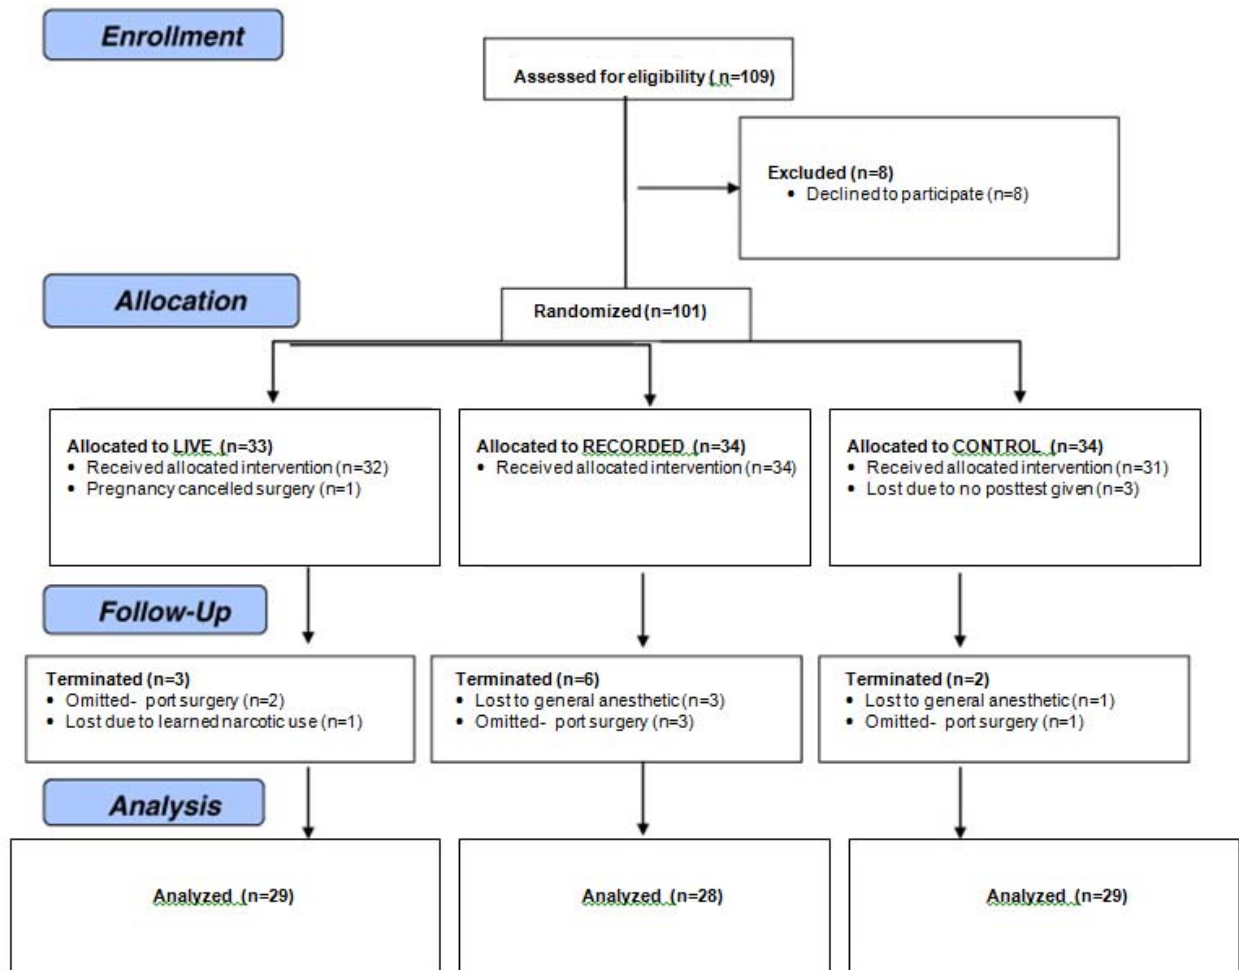 Enrollment
Assessed for eligibility ( n=109)
Excluded (n=8)
• Declined to participate (n=8)
Allocation
Randomized (n=101)
Allocated to LIVE (n=33)
• Received allocated intervention (n=32)
• Pregnancy cancelled surgery (n=1)
Allocated to RECORDED (n=34)
• Received allocated intervention (n=34)
Allocated to CONTROL (n=34)
• Received allocated intervention (n=31)
• Lost due to no posttest given (n=3)
Follow-Up
Terminated (n=3)
• Omitted- port surgery (n=2)
• Lost due to learned narcotic use (n=1)
Terminated (n=6)
• Lost to general anesthetic (n=3)
• Omitted- port surgery (n=3)
Terminated (n=2)
• Lost to general anesthetic (n=1)
• Omitted- port surgery (n=1)
Analysis
Analyzed (n=29)
Analyzed (n=28)
Analyzed (n=29)